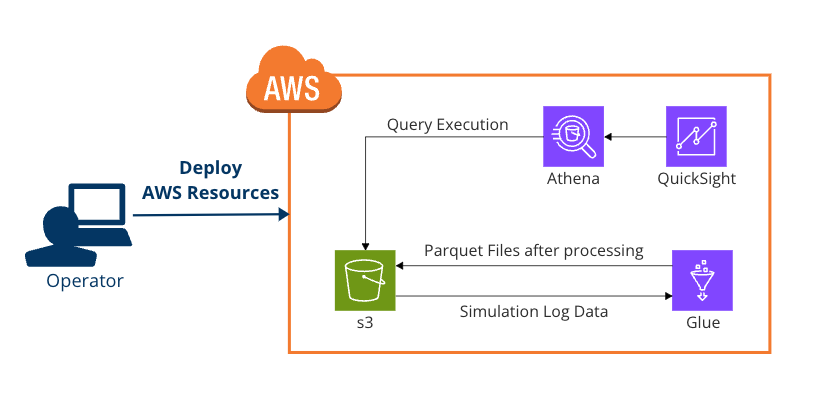 AWS
Query Execution
Athena
QuickSight
Deploy
AWS Resources
Operator
Parquet Files after processing
Simulation Log Data
s3
Glue